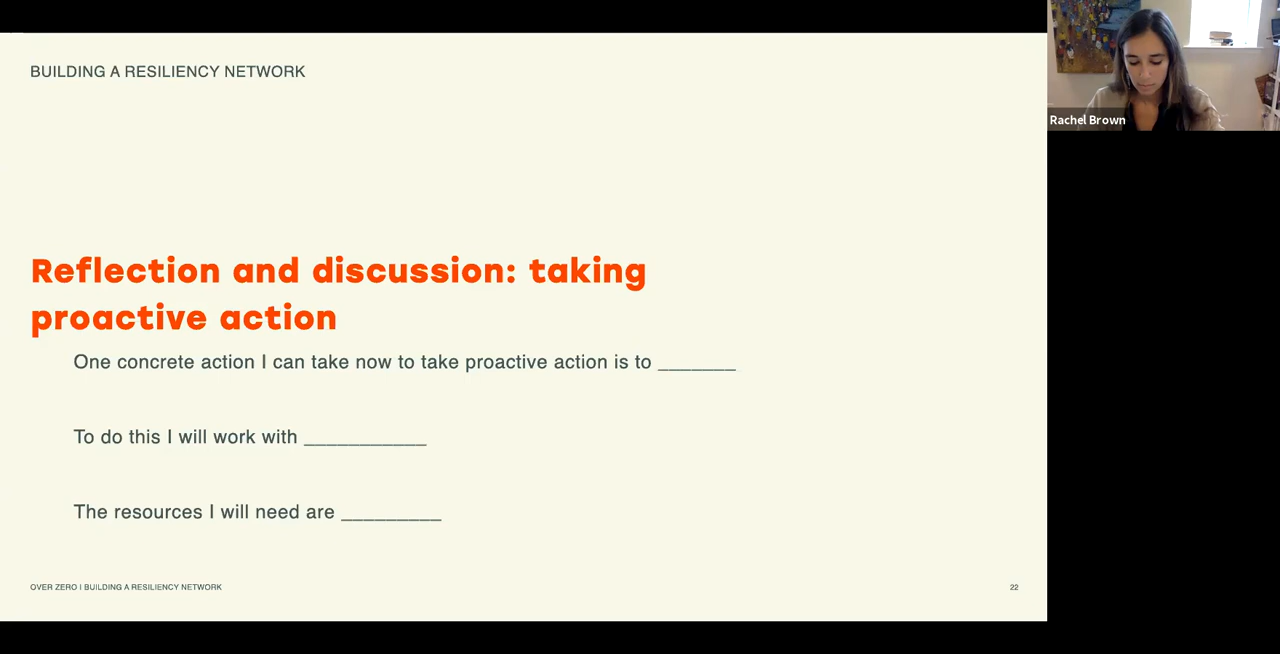 BUILDING A RESILIENCY NETWORK
Rachel Brown
Reflection and discussion: taking
proactive action
One concrete action I can take now to take proactive action is to _______
To do this I will work with ___________
The resources I will need are _________
OVER ZERO I BUILDING A RESILIENCY NETWORK
22